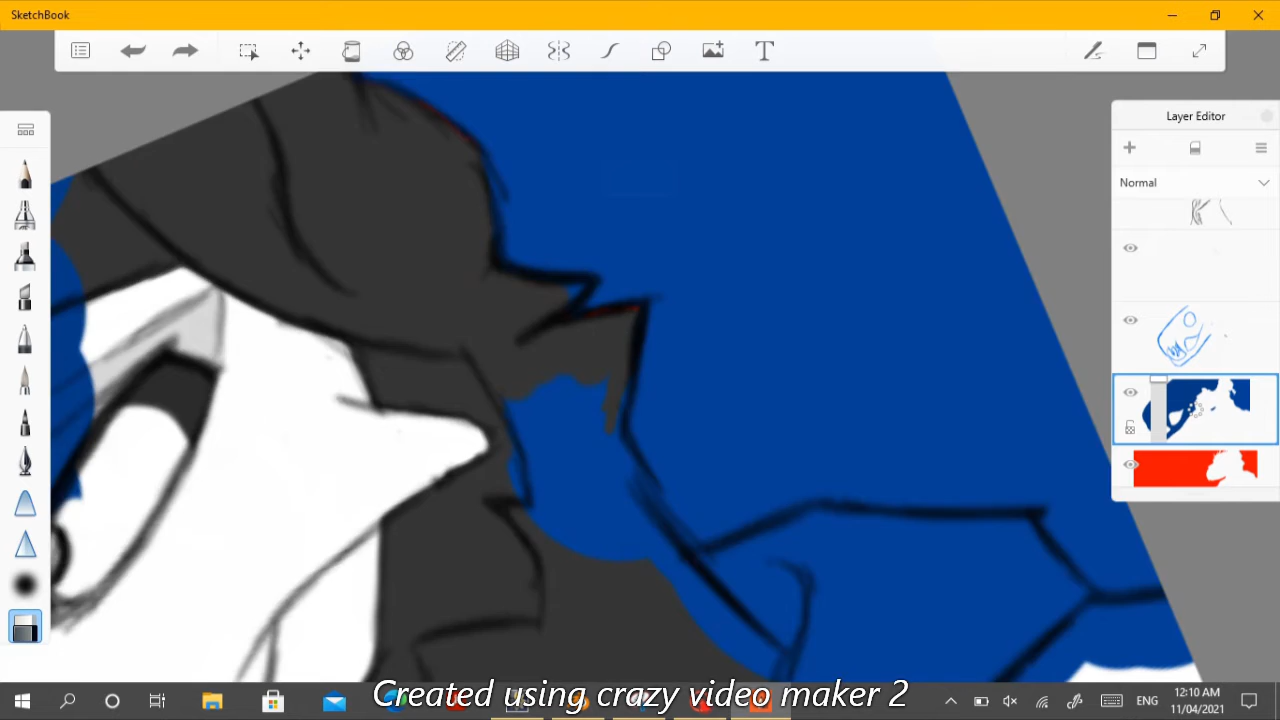 SketchBook
T
Layer Editor
Normal
Created using crazy video maker 2
ENG
12:10 AM
11/04/2021